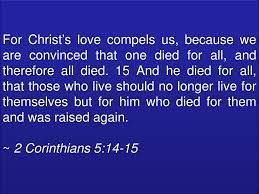 For Christ's love compels us, because we
are convinced that one died for all, and
therefore all died. 15 And he died for all,
that those who live should no longer live for
themselves but for him who died for them
and was raised again.
~ 2 Corinthians 5:14-15